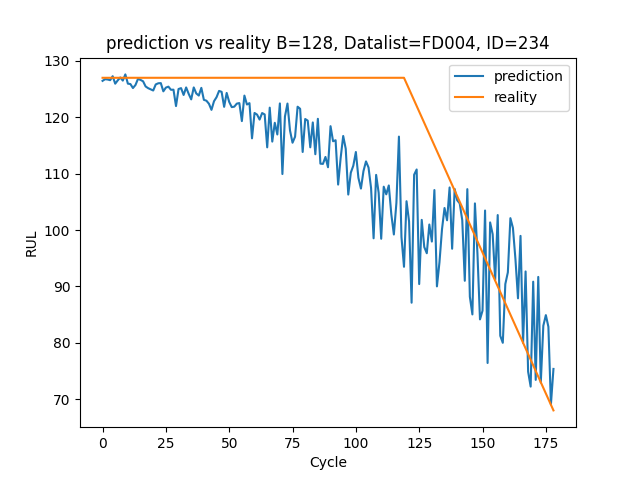 prediction vs reality B=128, Datalist=FD004, ID=234
prediction
reality
130
120
110
100
90
80
70
RUL
0 25 50 75 100 125 150 175
Cycle